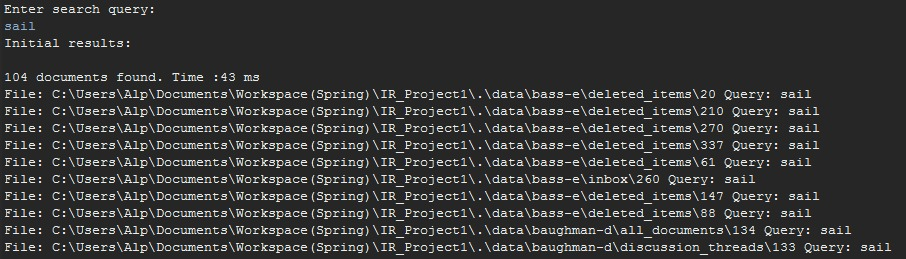 Enter search query:
sail
Initial results:
104 documents found. Time :43 ms
File: C:\Users\Alp\Documents\Workspace(Spring)\IR_Project1\.\data\bass-e\deleted_items\20 Query: sail
File: C:\Users\Alp\Documents\Workspace(Spring)\IR_Project1\.\data\bass-e\deleted_items\210 Query: sail
File: C:\Users\Alp\Documents\Workspace(Spring)\IR_Project1\.\data\bass-e\deleted_items\270 Query: sail
File: C:\Users\Alp\Documents\Workspace(Spring)\IR_Project1\.\data\bass-e\deleted_items\337 Query: sail
File: C:\Users\Alp\Documents\Workspace(Spring)\IR_Project1\.\data\bass-e\deleted_items\61 Query: sail
File: C:\Users\Alp\Documents\Workspace(Spring)\IR_Project1\.\data\bass-e\inbox\260 Query: sail
File: C:\Users\Alp\Documents\Workspace(Spring)\IR_Project1\.\data\bass-e\deleted_items\147 Query: sail
File: C:\Users\Alp\Documents\Workspace(Spring)\IR_Project1\.\data\bass-e\deleted_items\88 Query: sail
File: C:\Users\Alp\Documents\Workspace(Spring)\IR_Project1\.\data\baughman-d\all_documents\134 Query: sail
File: C:\Users\Alp\Documents\Workspace(Spring)\IR_Project1\.\data\baughman-d\discussion_threads\133 Query: sail